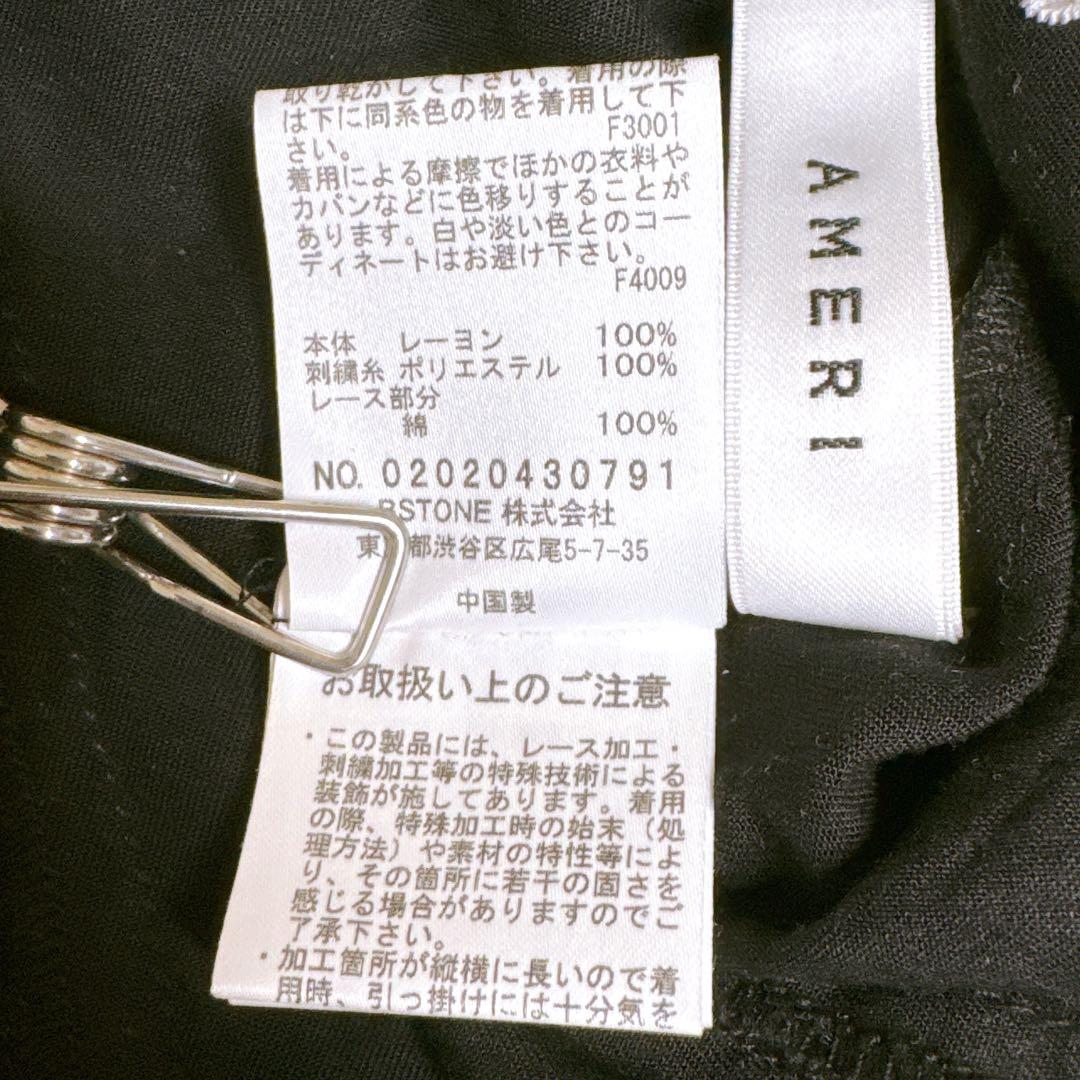 取り乾かして下さい。着用の際
は下に同系色の物を着用して下
さい。
F3001
着用による摩擦でほかの衣料や
カバンなどに色移りすることが
あります。白や淡い色とのコー
ディネートはお避け下さい。
F4009
本体 レーヨン 100%
刺繍糸 ポリエステル 100%
レース部分
綿 100%
NO. 02020430791
BSTONE 株式会社
東 都渋谷区広尾5-7-35
中国製
お取扱い上のご注意
・この製品には、レース加工・
刺繍加工等の特殊技術による
装飾が施してあります。着用
の際、特殊加工時の始末（処
理方法）や素材の特性等によ
り、その箇所に若干の固さを
感じる場合がありますのでご
了承下さい。
・加工箇所が縦横に長いので着
用時、引っ掛けには十分気を
AMERI